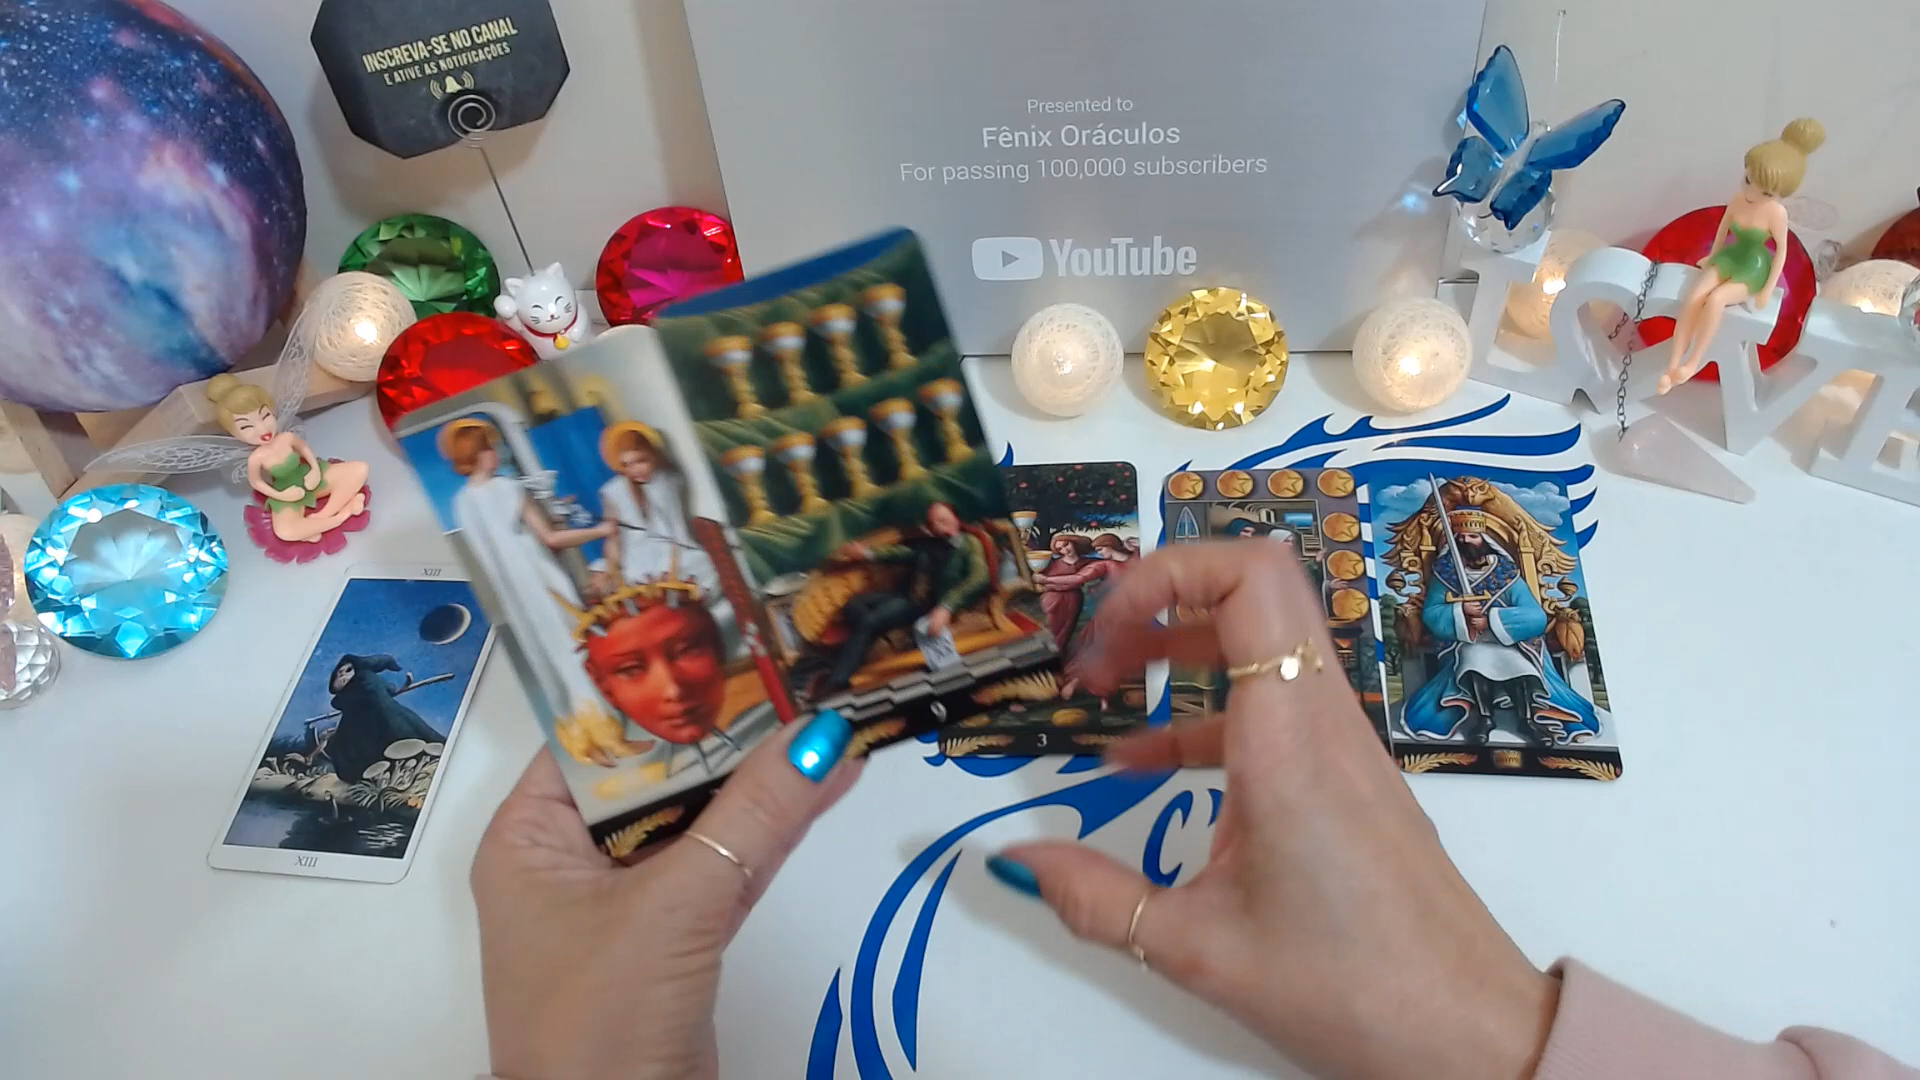 INSCREVA-SE NO CANAL
E ATIVE AS NOTIFICAÇÕES
Presented to
Fênix Oráculos
For passing 100,000 subscribers
YouTube
XIII
XIII
9
3